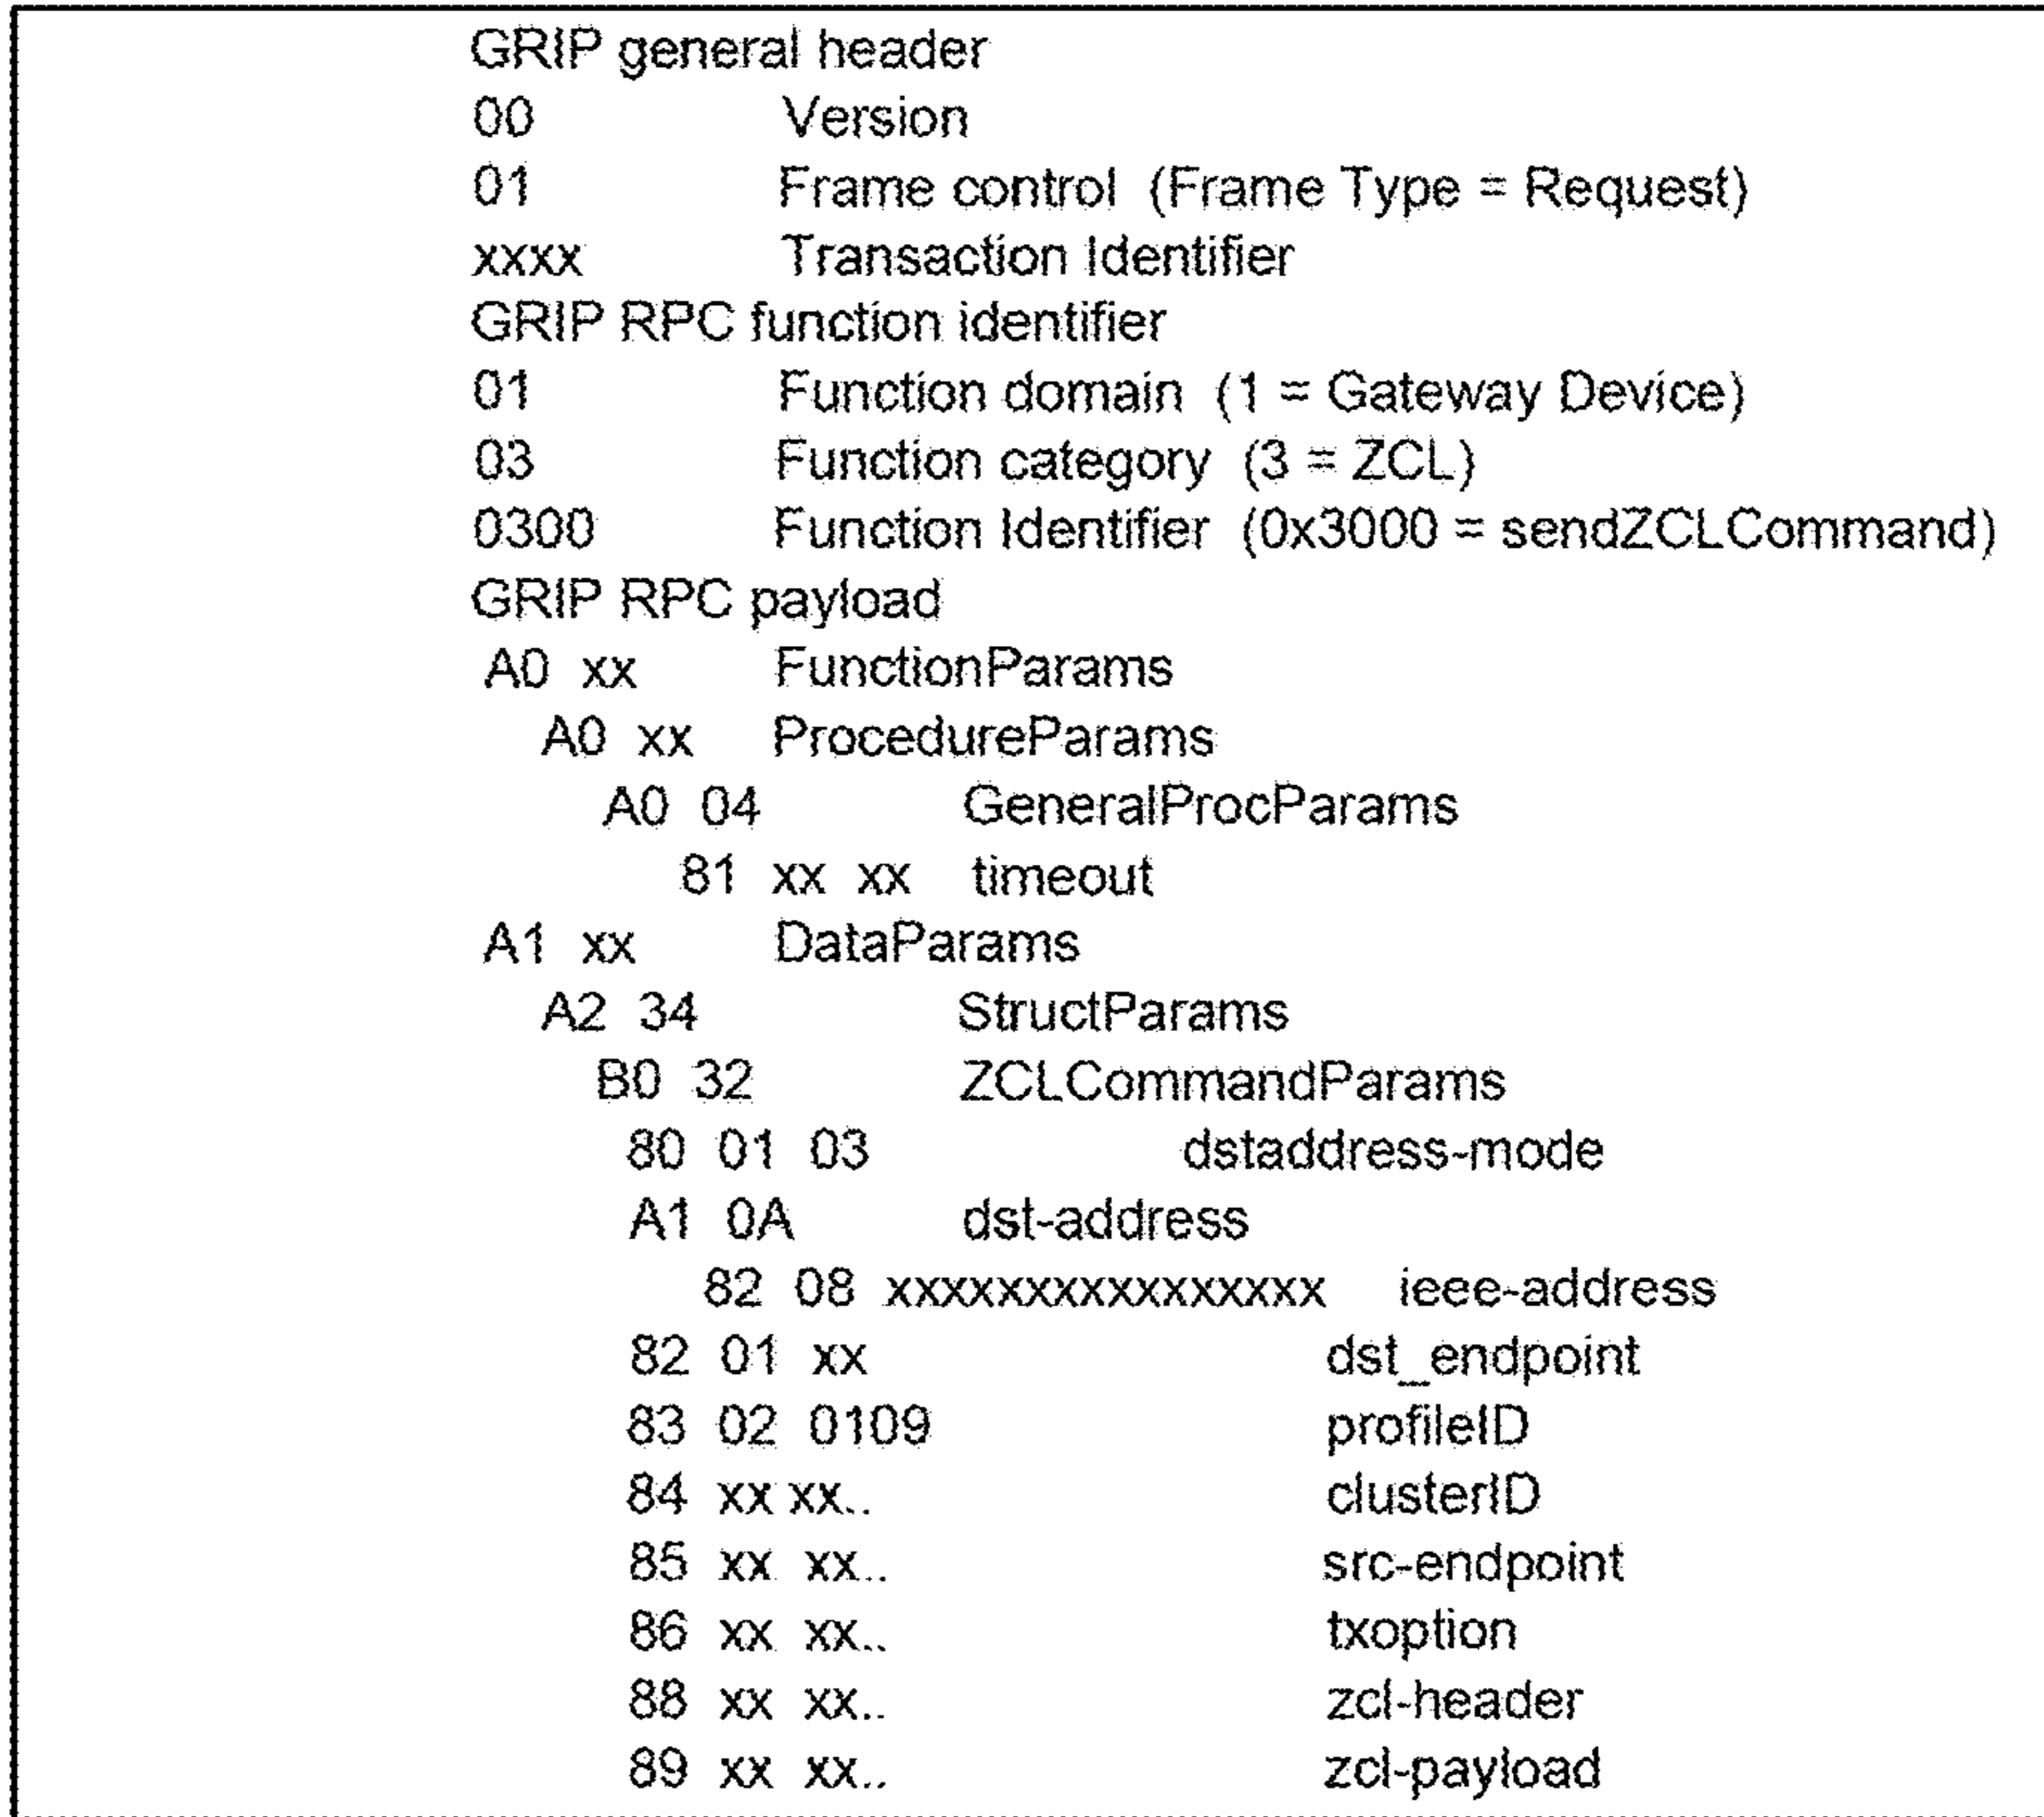 GRIP general header
00 Version
01 Frame control (Frame Type = Request)
xxxx Transaction Identifier
GRIP RPC function identifier
01 Function domain (1 = Gateway Device)
03 Function category (3 = ZCL)
0300 Function Identifier (0x3000 = sendZCLCommand)
GRIP RPC payload
A0 xx FunctionParams
A0 xx ProcedureParams
A0 04 GeneralProcParams
81 xx xx timeout
A1 xx DataParams
A2 34 StructParams
B0 32 ZCLCommandParams
80 01 03 dstaddress-mode
A1 0A dst-address
82 08 xxxxxxxxxxxxxxxx ieee-address
82 01 xx dst_endpoint
83 02 0109 profileID
84 xx xx.. clusterID
85 xx xx.. src-endpoint
86 xx xx.. txoption
88 xx xx.. zcl-header
89 xx xx.. zcl-payload